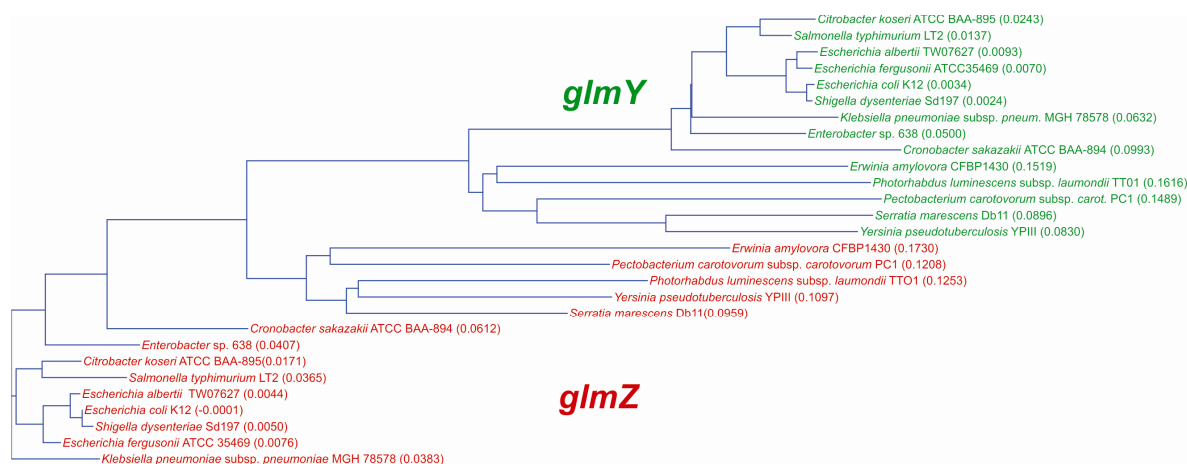 Citrobacter koseri ATCC BAA-895 (0.0243)
Salmonella typhimurium LT2 (0.0137)
Escherichia albertii TW07627 (0.0093)
Escherichia fergusonii ATCC35469 (0.0070)
glmY
Escherichia coli K12 (0.0034)
Shigella dysenteriae Sd197 (0.0024)
Klebsiella pneumoniae subsp. pneum. MGH 78578 (0.0632)
Enterobacter sp. 638 (0.0500)
Cronobacter sakazakii ATCC BAA-894 (0.0993)
Erwinia amylovora CFBP1430 (0.1519)
Photorhabdus luminescens subsp. laumondii TT01 (0.1616)
Pectobacterium carotovorum subsp. carot. PC1 (0.1489)
Serratia marescens Db11 (0.0896)
Yersinia pseudotuberculosis YPIII (0.0830)
Erwinia amylovora CFBP1430 (0.1730)
Pectobacterium carotovorum subsp. carotovorum PC1 (0.1208)
Photorhabdus luminescens subsp. laumondii TTO1 (0.1253)
Yersinia pseudotuberculosis YPIII (0.1097)
Serratia marescens Db11(0.0959)
Cronobacter sakazakii ATCC BAA-894 (0.0612)
Enterobacter sp. 638 (0.0407)
Citrobacter koseri ATCC BAA-895(0.0171)
Salmonella typhimurium LT2 (0.0365)
Escherichia albertii TW07627 (0.0044)
glmZ
Escherichia coli K12 (-0.0001)
Shigella dysenteriae Sd197 (0.0050)
Escherichia fergusonii ATCC 35469 (0.0076)
Klebsiella pneumoniae subsp. pneumoniae MGH 78578 (0.0383)